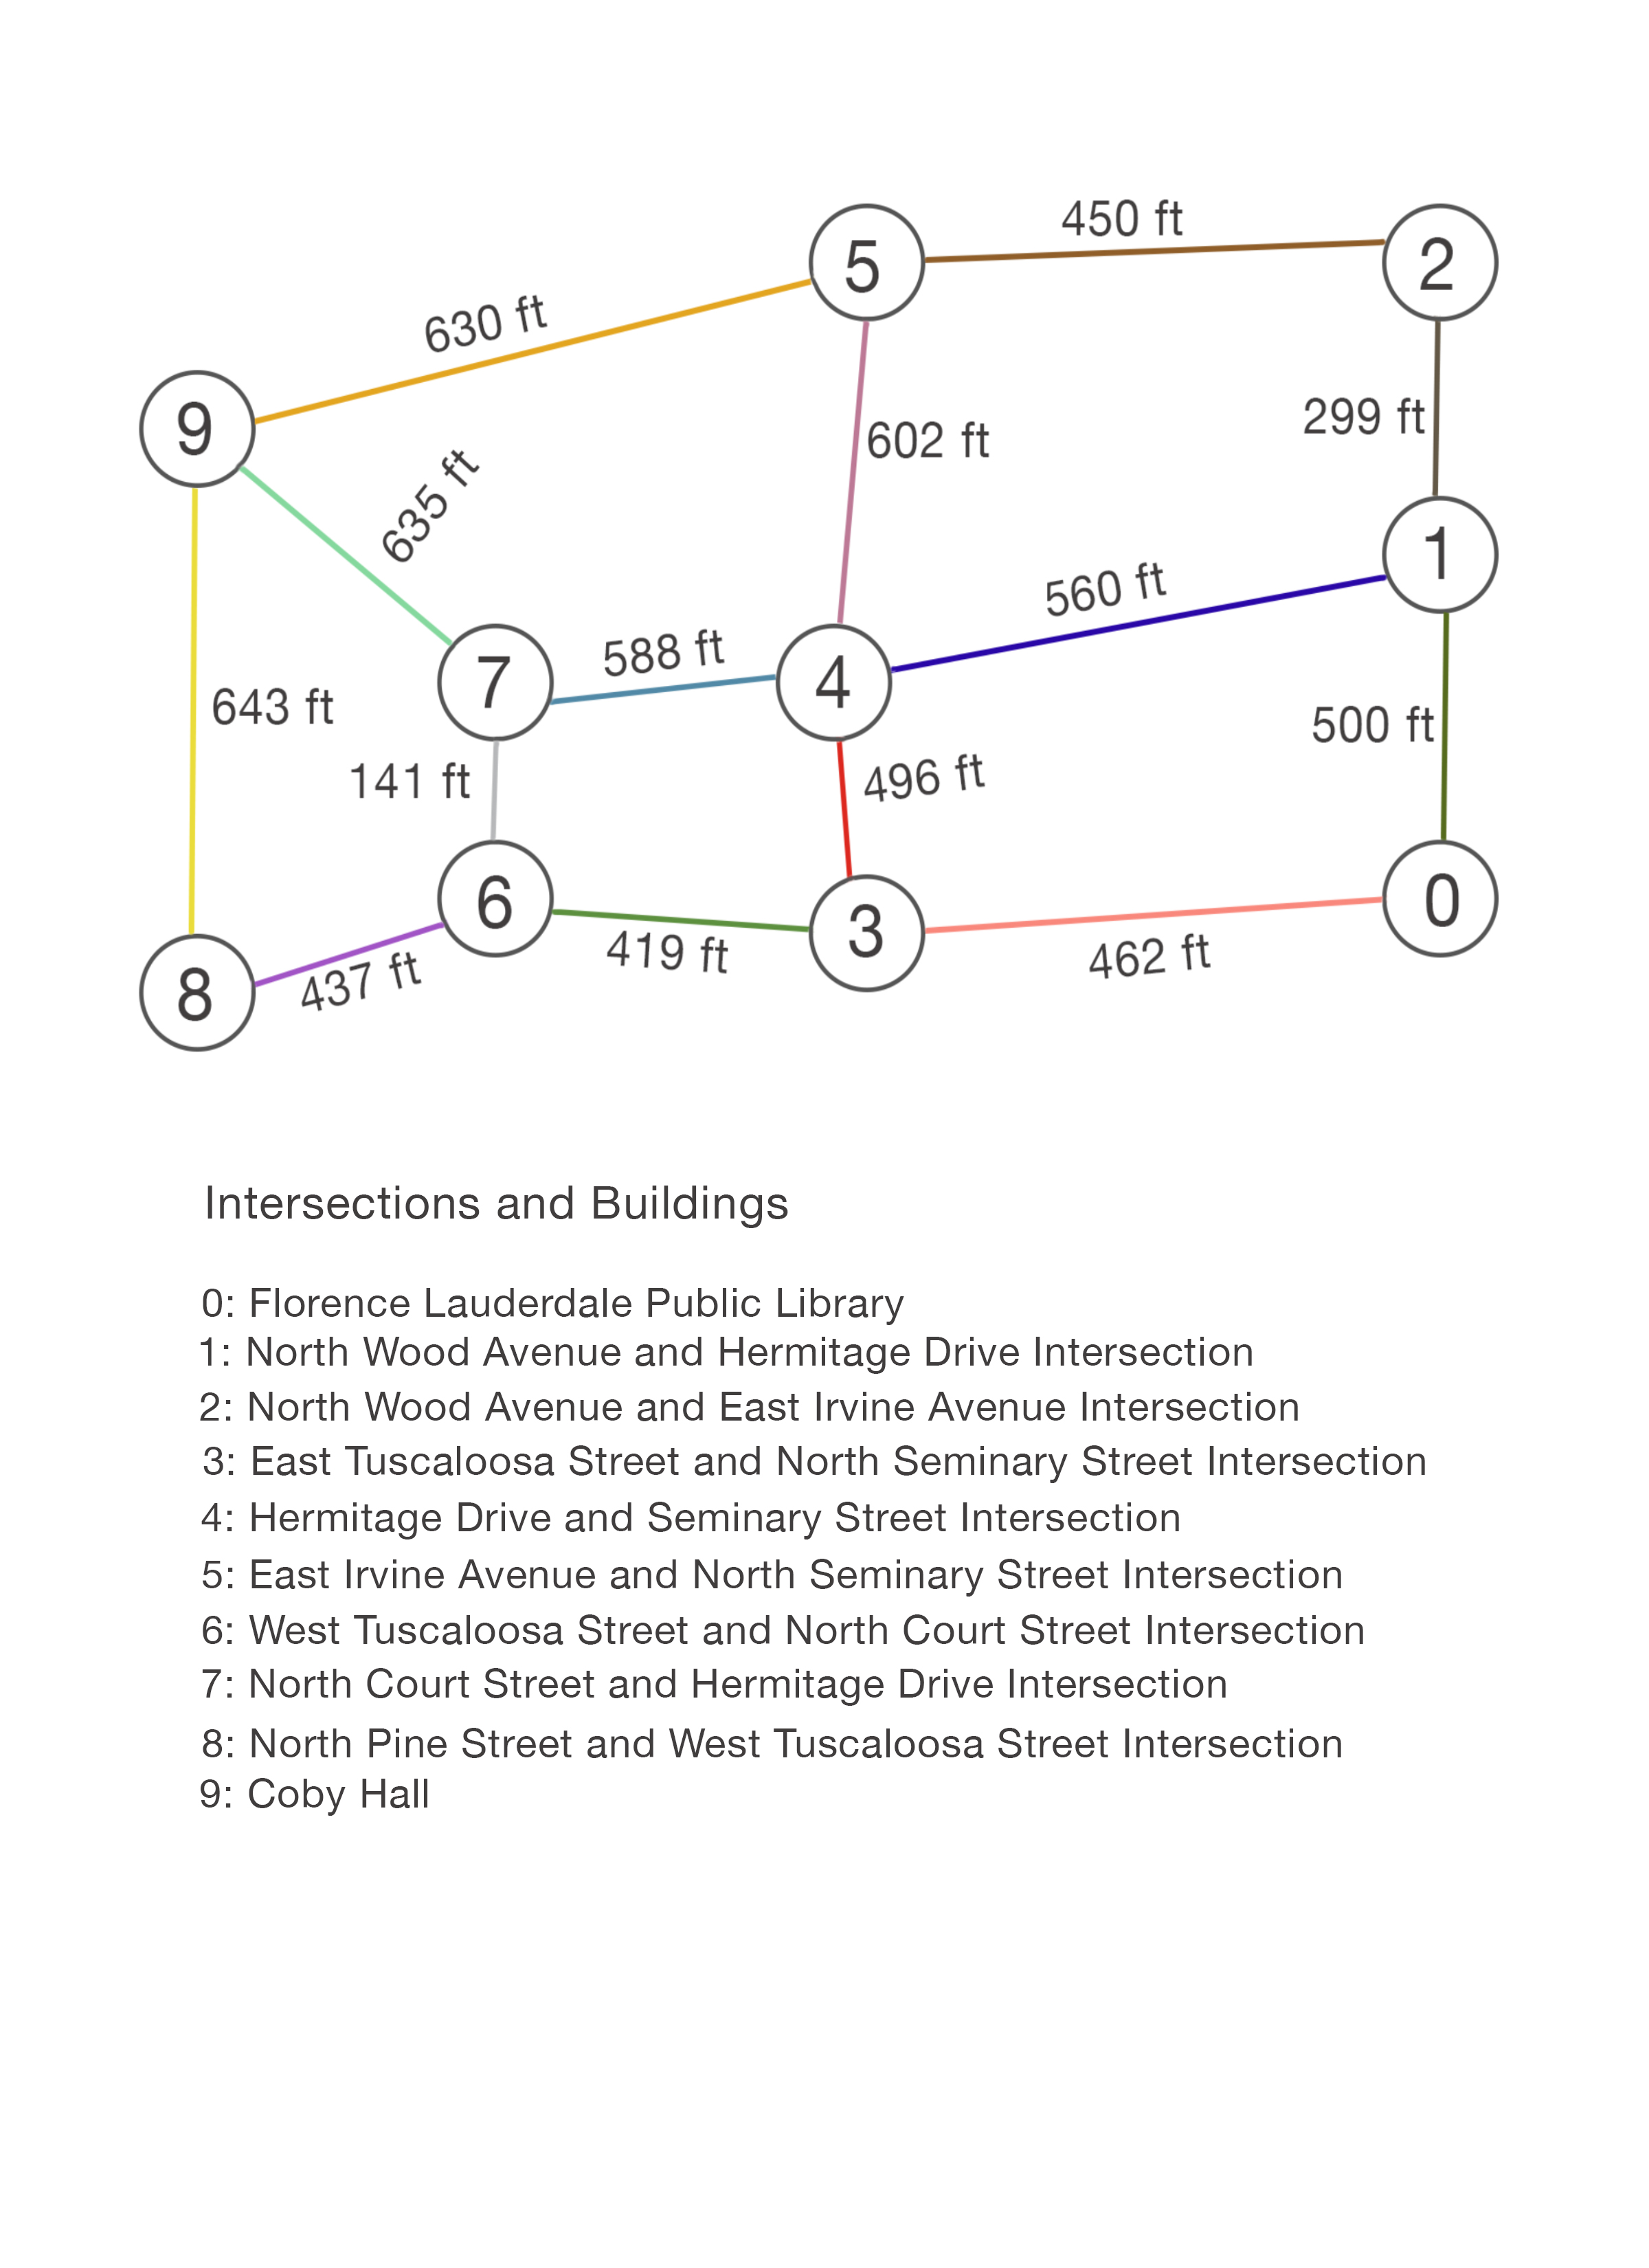 450 ft
5
2
630 ft
299 ft
9
602 ft
635 ft
1
560 ft
588 ft
7
4
643 ft
500 ft
141 ft
496 ft
6
0
3
419 ft
462 ft
8
437 ft
Intersections and Buildings
0: Florence Lauderdale Public Library
1: North Wood Avenue and Hermitage Drive Intersection
2: North Wood Avenue and East Irvine Avenue Intersection
3: East Tuscaloosa Street and North Seminary Street Intersection
4: Hermitage Drive and Seminary Street Intersection
5: East Irvine Avenue and North Seminary Street Intersection
6: West Tuscaloosa Street and North Court Street Intersection
7: North Court Street and Hermitage Drive Intersection
8: North Pine Street and West Tuscaloosa Street Intersection
9: Coby Hall